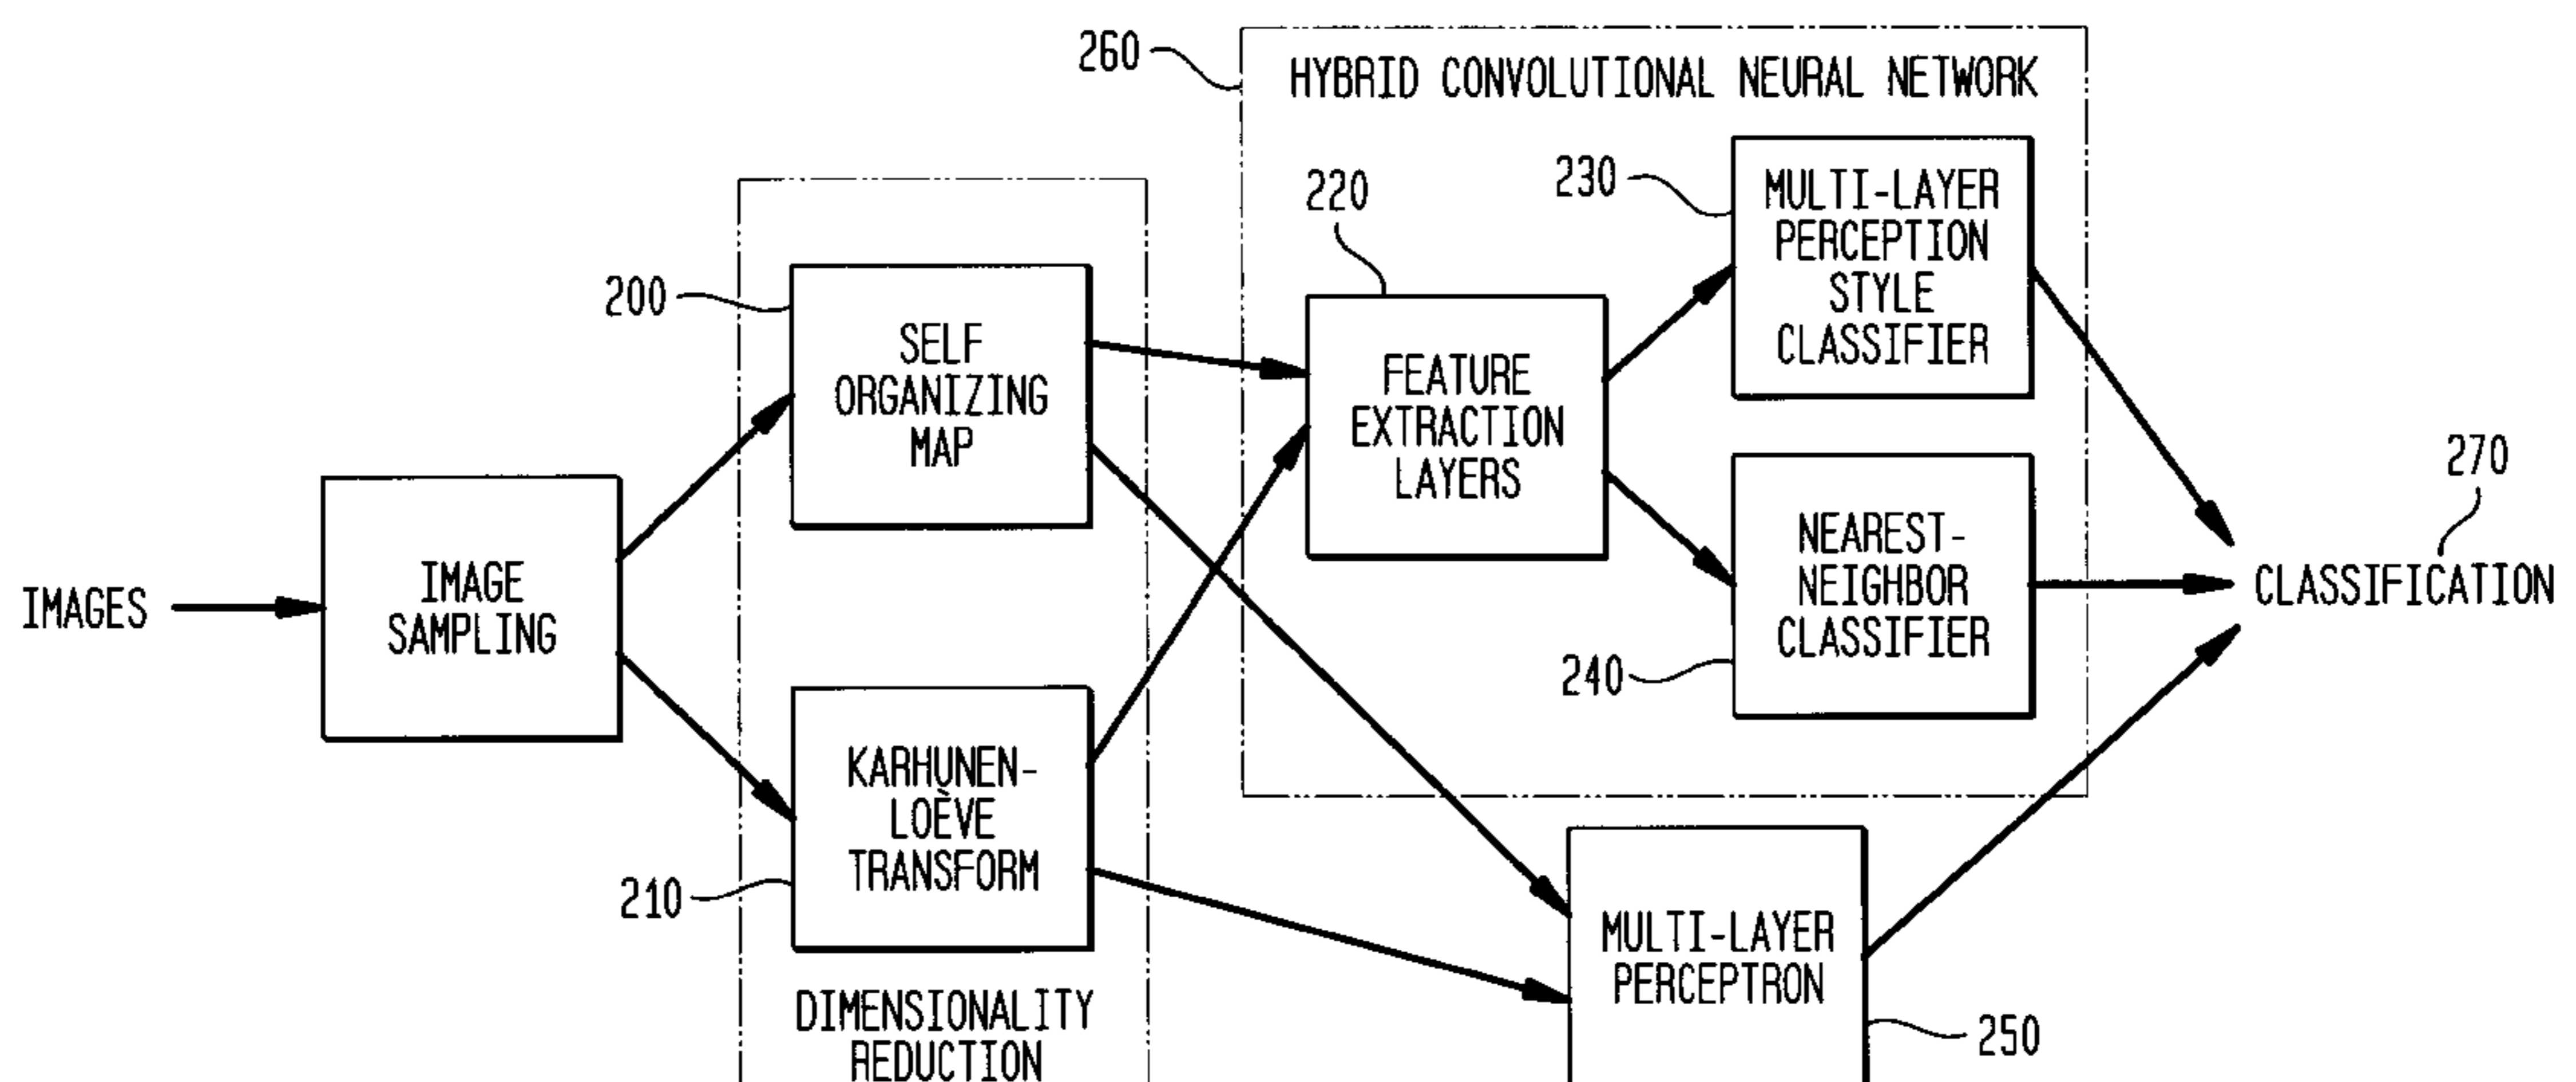 260
HYBRID CONVOLUTIONAL NEURAL NETWORK
230
MULTI-LAYER
PERCEPTION
STYLE
CLASSIFIER
220
200
SELF
ORGANIZING
MAP
FEATURE
EXTRACTION
LAYERS
270
CLASSIFICATION
NEAREST-
NEIGHBOR
CLASSIFIER
240
IMAGES
IMAGE
SAMPLING
KARHUNEN-
LOÈVE
TRANSFORM
210
MULTI-LAYER
PERCEPTRON
250
DIMENSIONALITY
REDUCTION